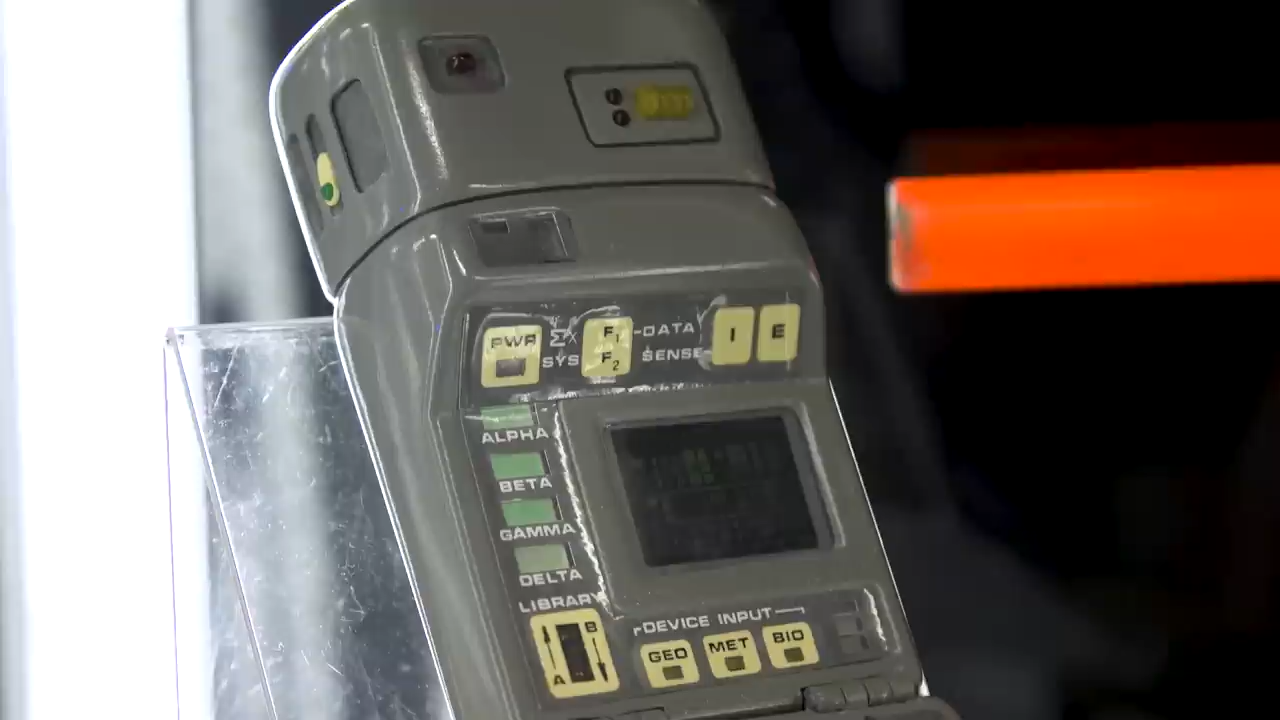 PWR
Σx
SYS
F1
F2
DATA
SENSE
I
E
ALPHA
BETA
GAMMA
DELTA
LIBRARY
B
A
DEVICE INPUT
GEO
MET
BIO